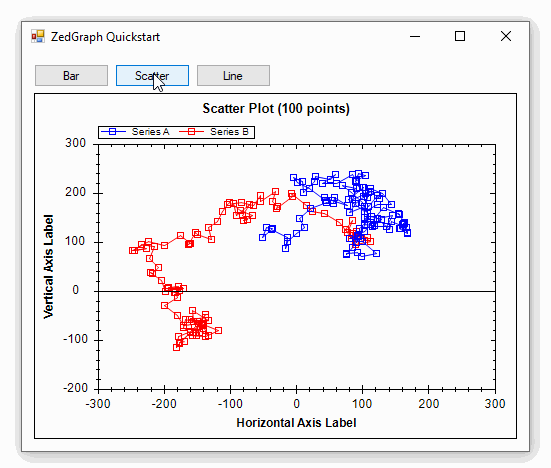 ZedGraph Quickstart
Bar Scatter Line
Scatter Plot (100 points)
Series A Series B
300
200
100
0
-100
-200
Vertical Axis Label
-300 -200 -100 0 100 200 300
Horizontal Axis Label